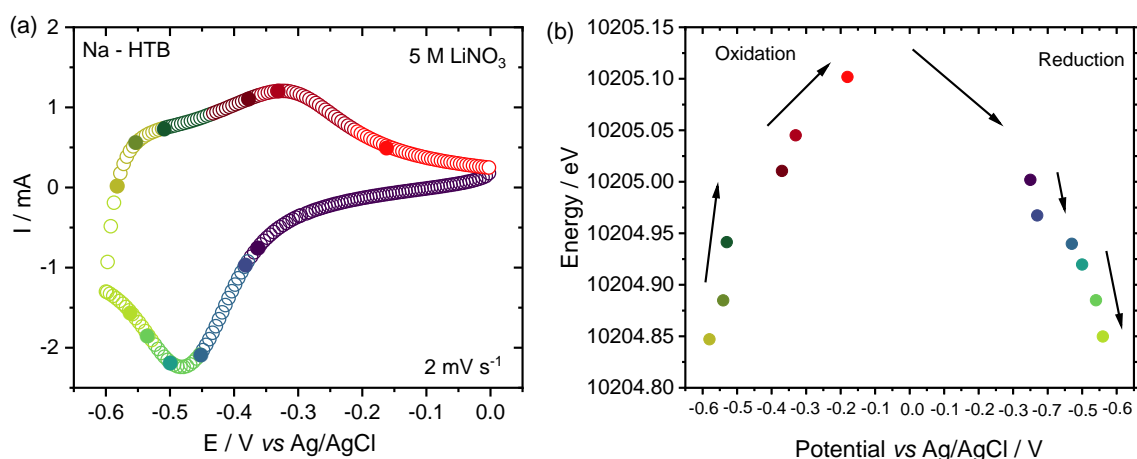 (a)
Na - HTB
5 M LiNO₃
2 mV s⁻¹
I / mA
2
1
0
-1
-2
-0.6 -0.5 -0.4 -0.3 -0.2 -0.1 0.0
E / V vs Ag/AgCl
(b)
Oxidation
Reduction
Energy / eV
10205.15
10205.10
10205.05
10205.00
10204.95
10204.90
10204.85
10204.80
-0.6 -0.5 -0.4 -0.3 -0.2 -0.1 0.0 -0.1 -0.2 -0.3 -0.7 -0.5 -0.6
Potential vs Ag/AgCl / V